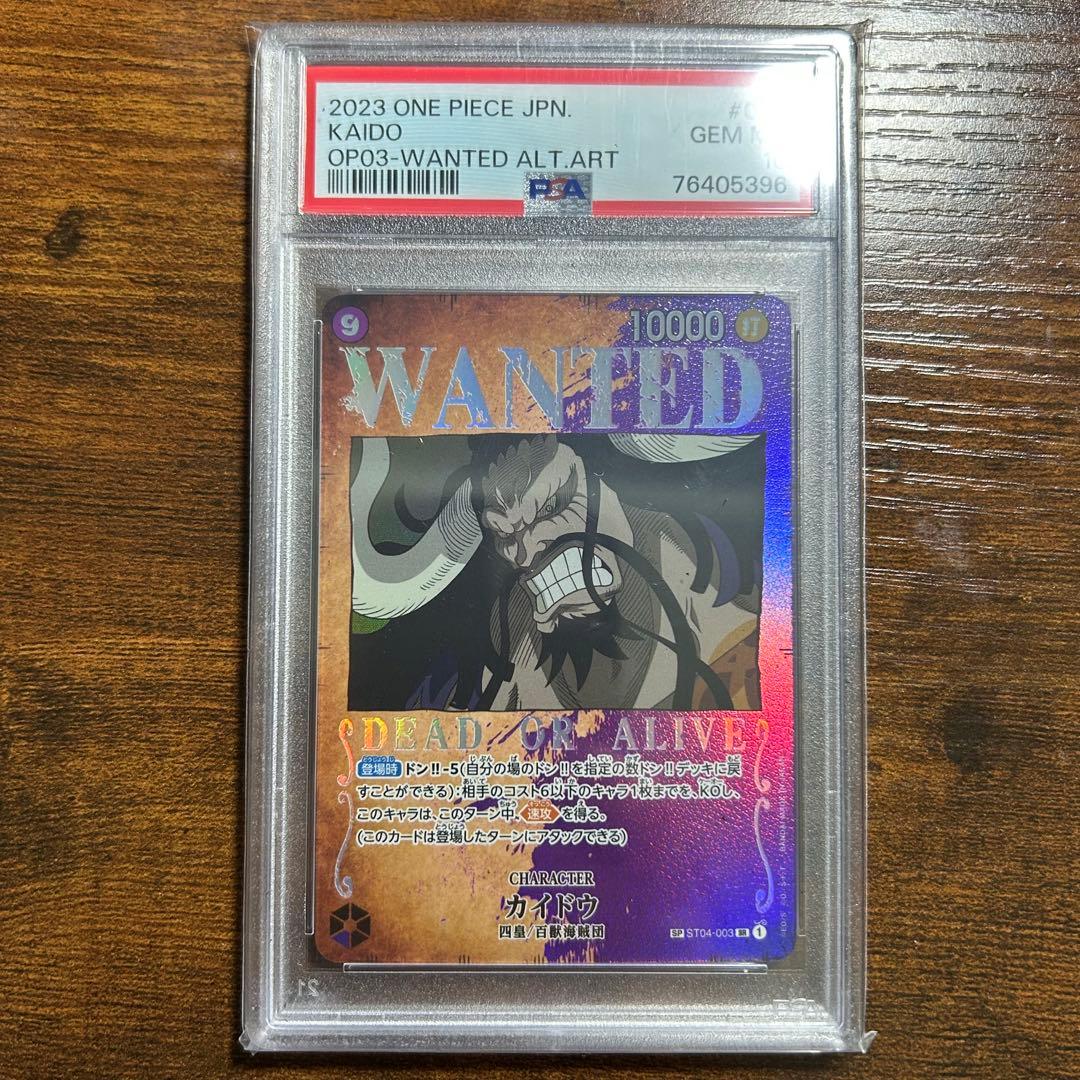 2023 ONE PIECE JPN.
KAIDO
GEM
OP03-WANTED ALT.ART
PSA
76405396
9
10000
打
WANTED
DEAD OR ALIVE
登場時 ドン!!-5(自分の場のドン!!を指定の数ドン!!デッキに戻
すことができる):相手のコスト6以下のキャラ1枚までを、KOし、
このキャラは、このターン中、速攻を得る。
(このカードは登場したターンにアタックできる)
CHARACTER
カイドウ
四皇/百獣海賊団
SP ST04-003 SR 1
21
PSA